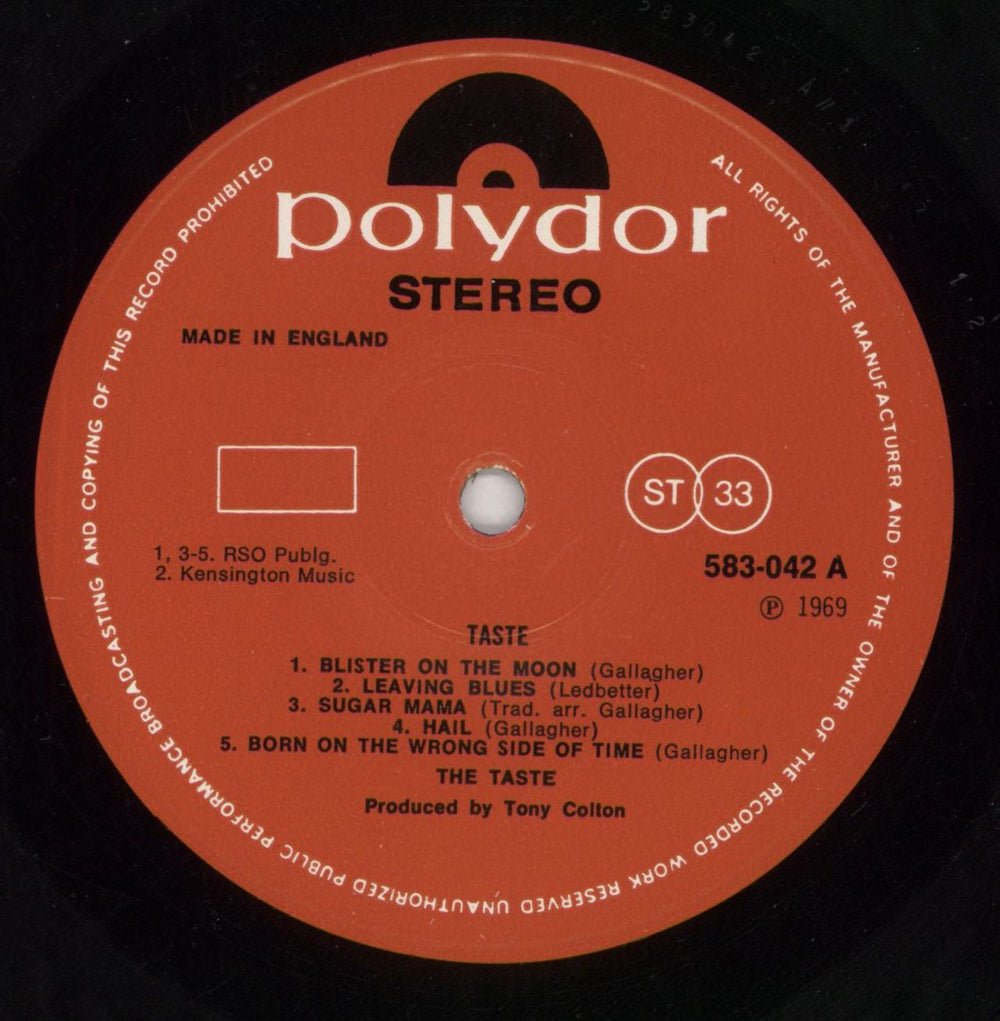 583042 A//1
polydor
STEREO
MADE IN ENGLAND
ST 33
1, 3-5. RSO Publg.
2. Kensington Music
583-042 A
Ⓟ 1969
TASTE
1. BLISTER ON THE MOON (Gallagher)
2. LEAVING BLUES (Ledbetter)
3. SUGAR MAMA (Trad. arr. Gallagher)
4. HAIL (Gallagher)
5. BORN ON THE WRONG SIDE OF TIME (Gallagher)
THE TASTE
Produced by Tony Colton
ALL RIGHTS OF THE MANUFACTURER AND OF THE OWNER OF THE RECORDED WORK RESERVED UNAUTHORIZED PUBLIC PERFORMANCE BROADCASTING AND COPYING OF THIS RECORD PROHIBITED